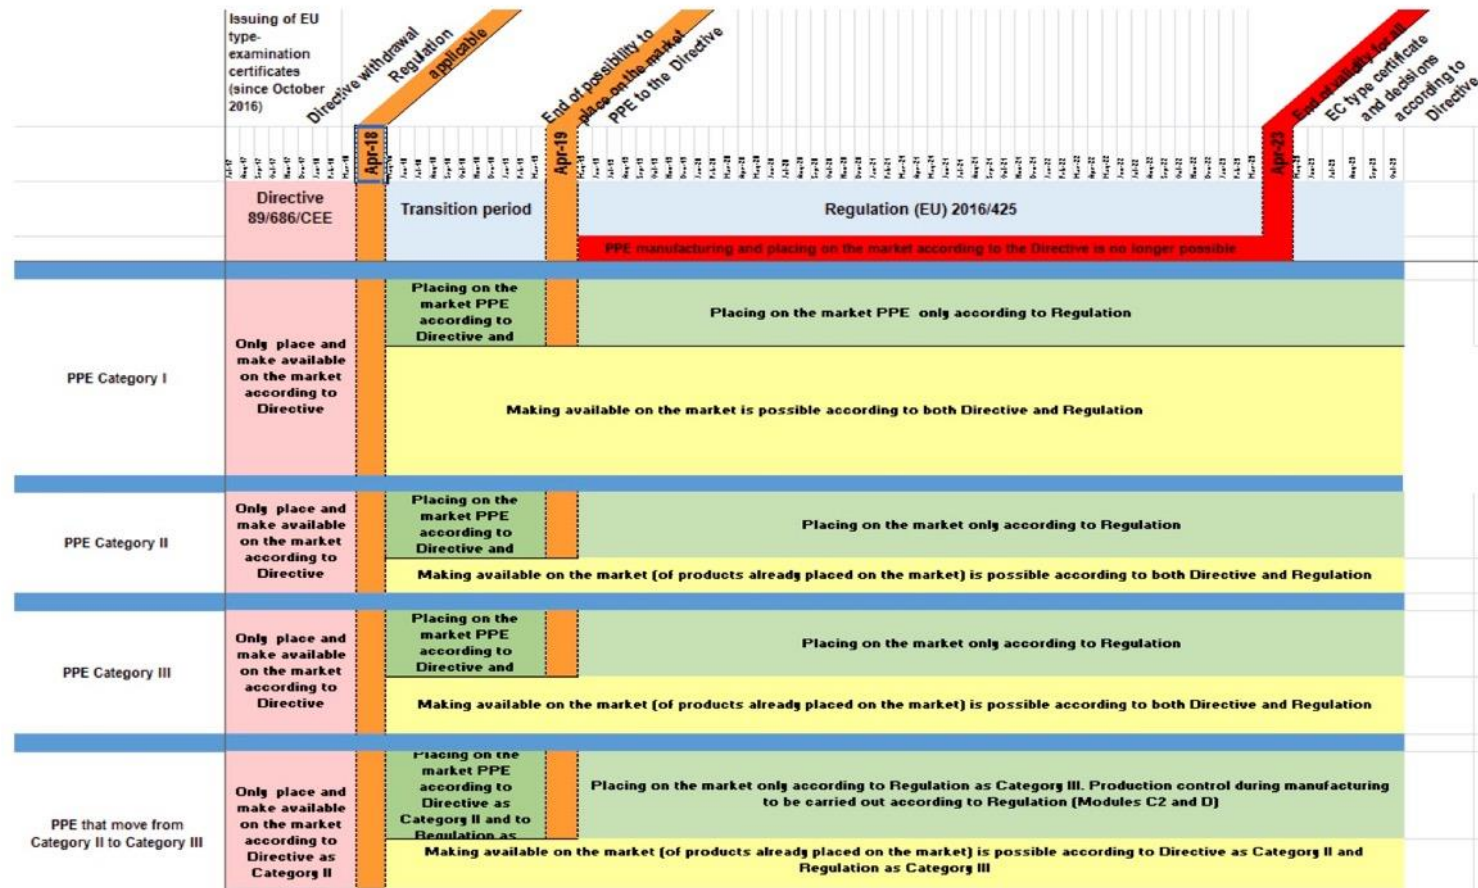 Issuing of EU
type-
examination
certificates
(since October
2016)
Directive withdrawal
Regulation
applicable
End of possibility to
place on the market
PPE to the Directive
End of validity for all
EC type certificate
and decisions
according to
Directive
Apr-18
Apr-19
Apr-23
Directive
89/686/CEE
Transition period
Regulation (EU) 2016/425
PPE manufacturing and placing on the market according to the Directive is no longer possible
PPE Category I
Only place and
make available
on the market
according to
Directive
Placing on the
market PPE
according to
Directive and
Placing on the market PPE only according to Regulation
Making available on the market is possible according to both Directive and Regulation
PPE Category II
Only place and
make available
on the market
according to
Directive
Placing on the
market PPE
according to
Directive and
Placing on the market only according to Regulation
Making available on the market (of products already placed on the market) is possible according to both Directive and Regulation
PPE Category III
Only place and
make available
on the market
according to
Directive
Placing on the
market PPE
according to
Directive and
Placing on the market only according to Regulation
Making available on the market (of products already placed on the market) is possible according to both Directive and Regulation
PPE that move from
Category II to Category III
Only place and
make available
on the market
according to
Directive as
Category II
Placing on the
market PPE
according to
Directive as
Category II and to
Regulation as
Placing on the market only according to Regulation as Category III. Production control during manufacturing
to be carried out according to Regulation (Modules C2 and D)
Making available on the market (of products already placed on the market) is possible according to Directive as Category II and
Regulation as Category III